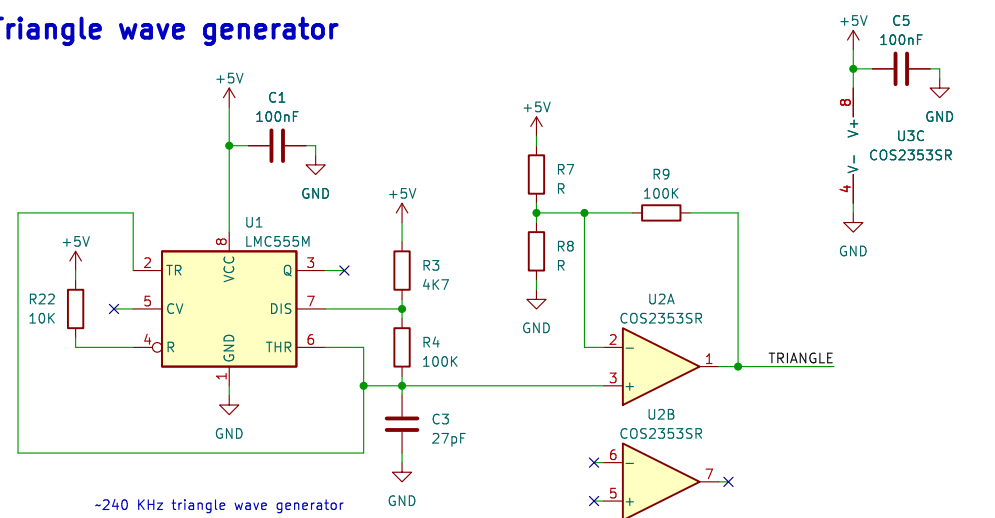 Triangle wave generator
+5V
C5
100nF
GND
8
V+
U3C
COS2353SR
V-
4
GND
+5V
C1
100nF
GND
+5V
R7
R
R8
R
GND
R9
100K
+5V
R22
10K
U1
LMC555M
8
VCC
2
TR
Q
3
5
CV
DIS
7
4
R
GND
THR
6
1
GND
+5V
R3
4K7
R4
100K
C3
27pF
GND
U2A
COS2353SR
2
−
3
+
1
TRIANGLE
U2B
COS2353SR
6
−
5
+
7
~240 KHz triangle wave generator